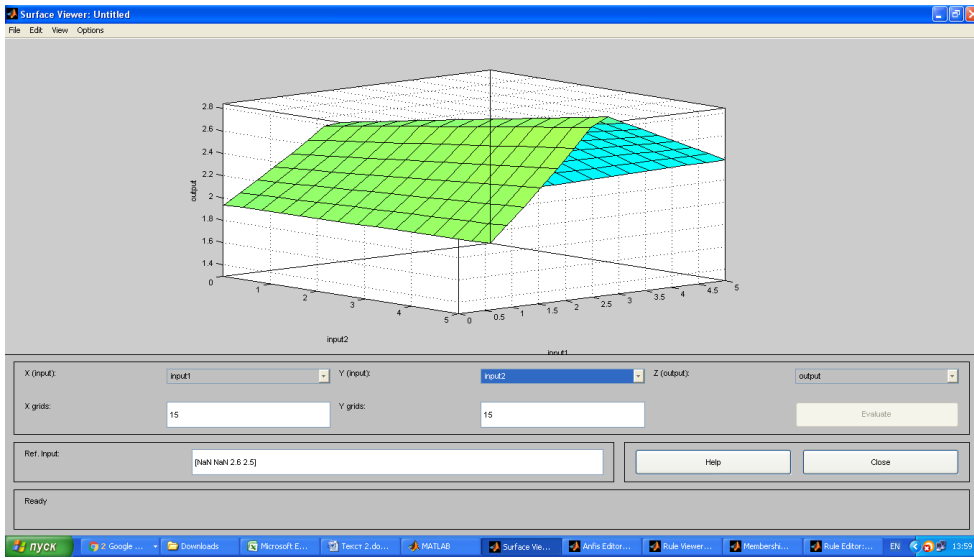 Surface Viewer: Untitled
File Edit View Options
2.8
2.6
2.4
2.2
2
1.8
1.6
1.4
output
0 1 2 3 4 5
input2
0 0.5 1 1.5 2 2.5 3 3.5 4 4.5 5
input1
X (input): input1 Y (input): input2 Z (output): output
X grids: 15 Y grids: 15 Evaluate
Ref. Input: [NaN NaN 2.6 2.5] Help Close
Ready
пуск 2 Google ... Downloads Microsoft E... Текст 2.do... MATLAB Surface Vie... Anfis Editor... Rule Viewer... Membershi... Rule Editor:... EN 13:59